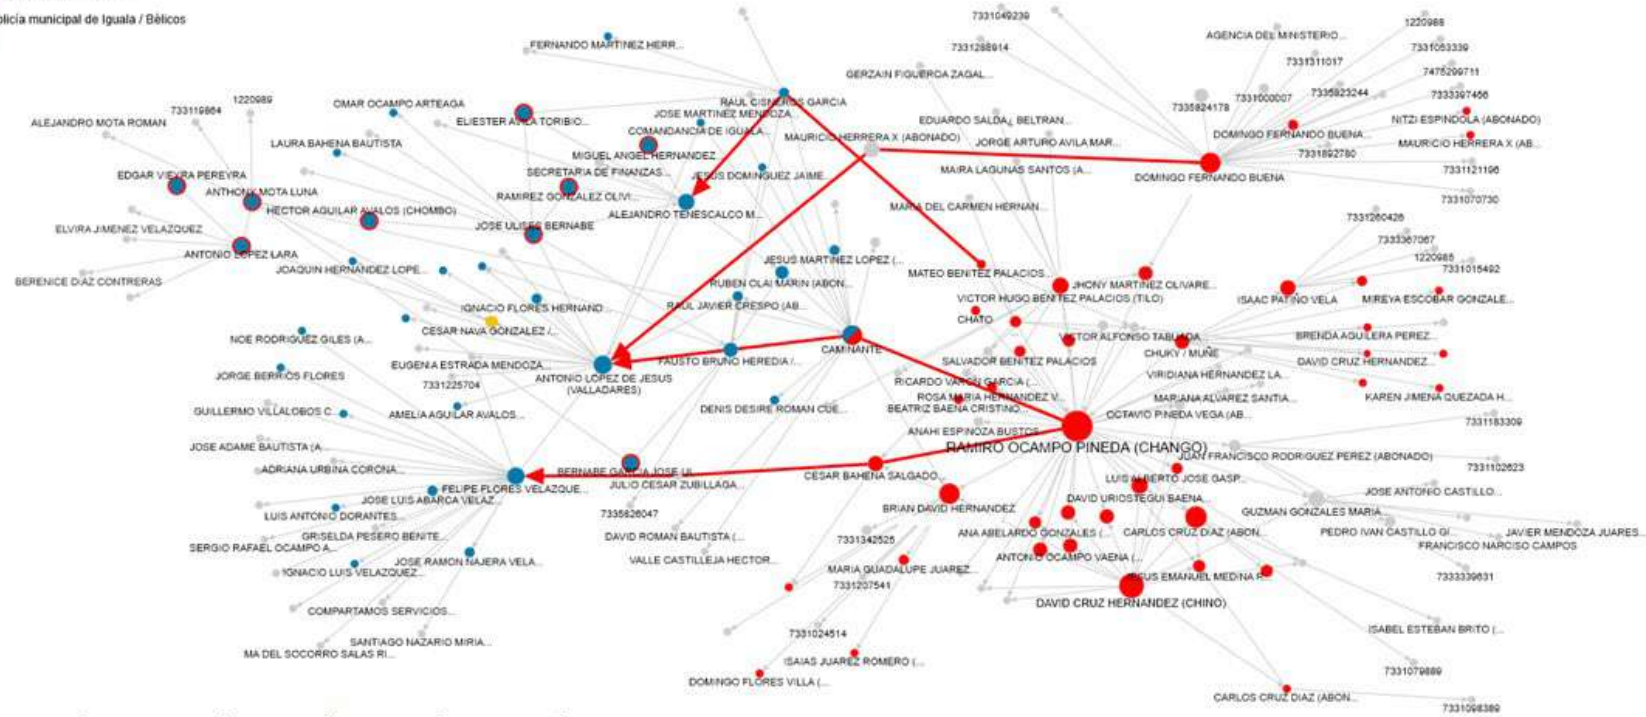 olicía municipal de Iguala / Bélicos
FERNANDO MARTINEZ HERR...
7331049239
7331288914
GERZAIN FIGUEROA ZAGAL...
AGENCIA DEL MINISTERIO...
1220988
7331053339
7331311017
7475299711
7335823244
7333397466
7331000007
7335824178
NITZI ESPINDOLA (ABONADO)
DOMINGO FERNANDO BUENA...
MAURICIO HERRERA X (AB...
7331892780
7331121196
DOMINGO FERNANDO BUENA
7331070730
733119864
1220989
ALEJANDRO MOTA ROMAN
OMAR OCAMPO ARTEAGA
ELIESTER AVILA TORIBIO...
RAUL CISNEROS GARCIA
JOSE MARTINEZ MENDOZA...
COMANDANCIA DE IGUALA...
MAURICIO HERRERA X (ABONADO)
EDUARDO SALDA¿ BELTRAN...
JORGE ARTURO AVILA MAR...
LAURA BAHENA BAUTISTA
MIGUEL ANGEL HERNANDEZ
SECRETARIA DE FINANZAS...
JESUS DOMINGUEZ JAIME...
MAIRA LAGUNAS SANTOS (A...
EDGAR VIEYRA PEREYRA
ANTHONY MOTA LUNA
RAMIREZ GONZALEZ OLIVI...
HECTOR AGUILAR AVALOS (CHOMBO)
ALEJANDRO TENESCALCO M...
MARIA DEL CARMEN HERNAN...
ELVIRA JIMENEZ VELAZQUEZ
JOSE ULISES BERNABE
7331260426
7333367067
ANTONIO LOPEZ LARA
1220985
7331015492
JOAQUIN HERNANDEZ LOPE...
JESUS MARTINEZ LOPEZ (...
MATEO BENITEZ PALACIOS...
BERENICE DIAZ CONTRERAS
RUBEN OLAI MARIN (ABON...
JHONY MARTINEZ OLIVARE...
VICTOR HUGO BENITEZ PALACIOS (TILO)
ISAAC PATIÑO VELA
MIREYA ESCOBAR GONZALE...
IGNACIO FLORES HERNAND...
RAUL JAVIER CRESPO (AB...
CHATO
CESAR NAVA GONZALEZ /...
NOE RODRIGUEZ GILES (A...
CAMINANTE
VICTOR ALFONSO TABUADA...
BRENDA AGUILERA PEREZ...
CHUKY / MUÑE
EUGENIA ESTRADA MENDOZA...
FAUSTO BRUNO HEREDIA /...
SALVADOR BENITEZ PALACIOS
DAVID CRUZ HERNANDEZ...
JORGE BERRIOS FLORES
7331225704
ANTONIO LOPEZ DE JESUS
(VALLADARES)
VIRIDIANA HERNANDEZ LA...
RICARDO VARON GARCIA (...
ROSA MARIA HERNANDEZ V...
MARIANA ALVAREZ SANTIA...
KAREN JIMENA QUEZADA H...
GUILLERMO VILLALOBOS C...
AMELIA AGUILAR AVALOS...
DENIS DESIRE ROMAN CUE...
BEATRIZ BAENA CRISTINO...
OCTAVIO PINEDA VEGA (AB...
7331183309
ANAHI ESPINOZA BUSTOS...
JOSE ADAME BAUTISTA (A...
RAMIRO OCAMPO PINEDA (CHANGO)
JUAN FRANCISCO RODRIGUEZ PEREZ (ABONADO)
ADRIANA URBINA CORONA...
BERNABE GARCIA JOSE UL...
CESAR BAHENA SALGADO...
LUIS ALBERTO JOSE GASP...
7331102623
JULIO CESAR ZUBILLAGA...
FELIPE FLORES VELAZQUE...
JOSE LUIS ABARCA VELAZ...
DAVID URIOSTEGUI BAENA...
JOSE ANTONIO CASTILLO...
LUIS ANTONIO DORANTES...
7335826047
BRIAN DAVID HERNANDEZ
GUZMAN GONZALES MARIA...
GRISELDA PESERO BENITE...
DAVID ROMAN BAUTISTA (...
7331342525
ANA ABELARDO GONZALES (...
CARLOS CRUZ DIAZ (ABON...
PEDRO IVAN CASTILLO GI...
JAVIER MENDOZA JUARES...
SERGIO RAFAEL OCAMPO A...
FRANCISCO NARCISO CAMPOS
JOSE RAMON NAJERA VELA...
VALLE CASTILLEJA HECTOR...
ANTONIO OCAMPO VAENA (...
IGNACIO LUIS VELAZQUEZ...
MARIA GUADALUPE JUAREZ...
JESUS EMANUEL MEDINA R...
7333339631
7331207541
COMPARTAMOS SERVICIOS...
DAVID CRUZ HERNANDEZ (CHINO)
7331024514
ISABEL ESTEBAN BRITO (...
SANTIAGO NAZARIO MIRIA...
MA DEL SOCORRO SALAS RI...
ISAIAS JUAREZ ROMERO (...
7331079889
DOMINGO FLORES VILLA (...
CARLOS CRUZ DIAZ (ABON...
7331098389